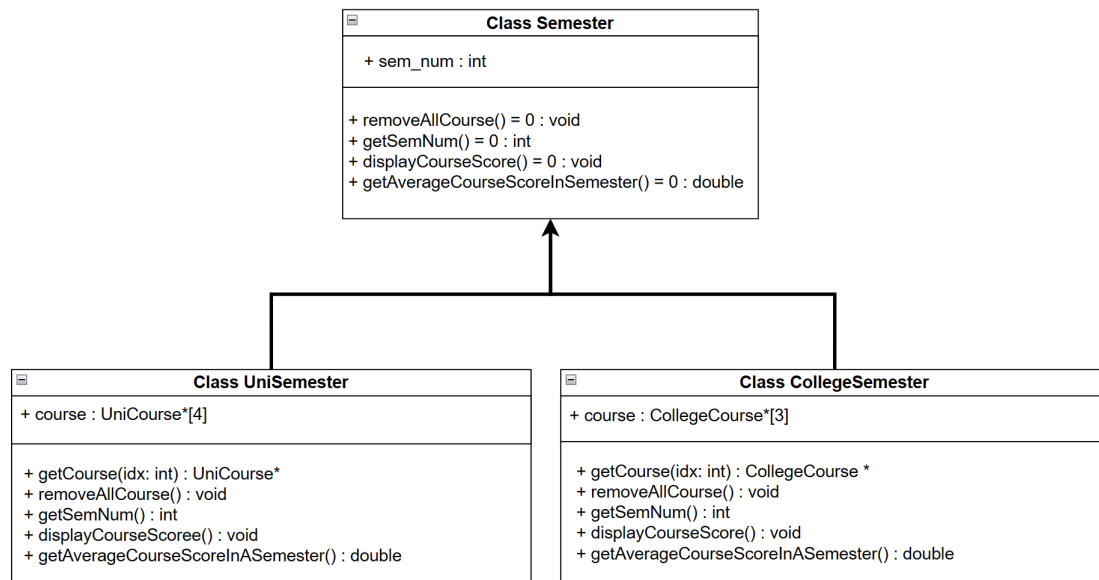 Class Semester
+ sem_num : int
+ removeAllCourse() = 0 : void
+ getSemNum() = 0 : int
+ displayCourseScore() = 0 : void
+ getAverageCourseScoreInSemester() = 0 : double
Class UniSemester
+ course : UniCourse*[4]
+ getCourse(idx: int) : UniCourse*
+ removeAllCourse() : void
+ getSemNum() : int
+ displayCourseScoree() : void
+ getAverageCourseScoreInASemester() : double
Class CollegeSemester
+ course : CollegeCourse*[3]
+ getCourse(idx: int) : CollegeCourse *
+ removeAllCourse() : void
+ getSemNum() : int
+ displayCourseScore() : void
+ getAverageCourseScoreInASemester() : double